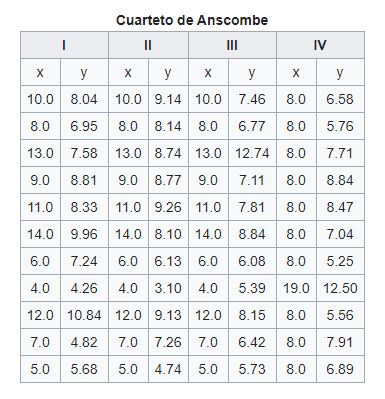 Cuarteto de Anscombe
I II III IV
x y x y x y x y
10.0 8.04 10.0 9.14 10.0 7.46 8.0 6.58
8.0 6.95 8.0 8.14 8.0 6.77 8.0 5.76
13.0 7.58 13.0 8.74 13.0 12.74 8.0 7.71
9.0 8.81 9.0 8.77 9.0 7.11 8.0 8.84
11.0 8.33 11.0 9.26 11.0 7.81 8.0 8.47
14.0 9.96 14.0 8.10 14.0 8.84 8.0 7.04
6.0 7.24 6.0 6.13 6.0 6.08 8.0 5.25
4.0 4.26 4.0 3.10 4.0 5.39 19.0 12.50
12.0 10.84 12.0 9.13 12.0 8.15 8.0 5.56
7.0 4.82 7.0 7.26 7.0 6.42 8.0 7.91
5.0 5.68 5.0 4.74 5.0 5.73 8.0 6.89